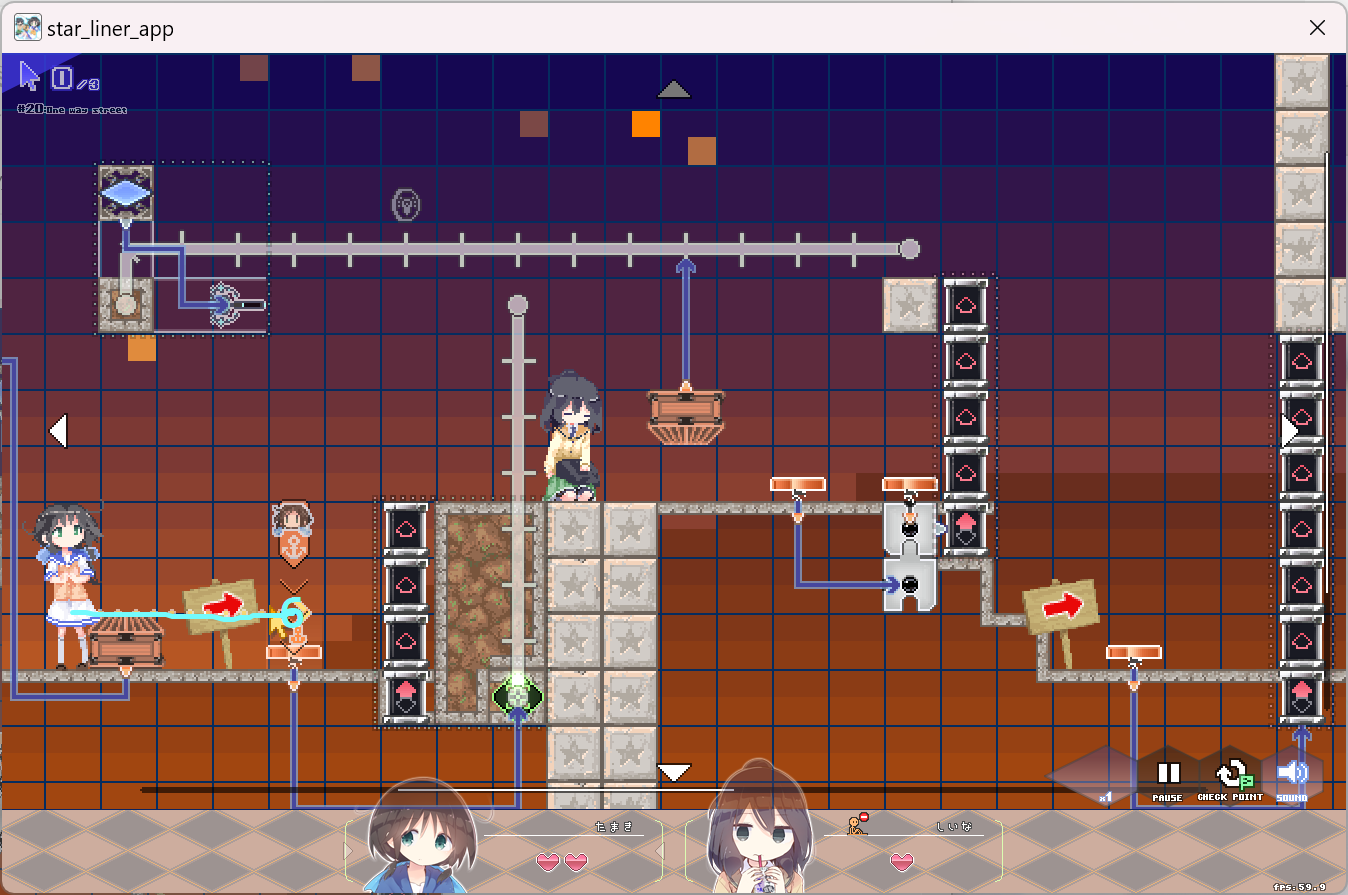 star_liner_app
0/3
#20:One way street
x1
PAUSE
CHECK POINT
SOUND
たまき
しいな
fps:59.9